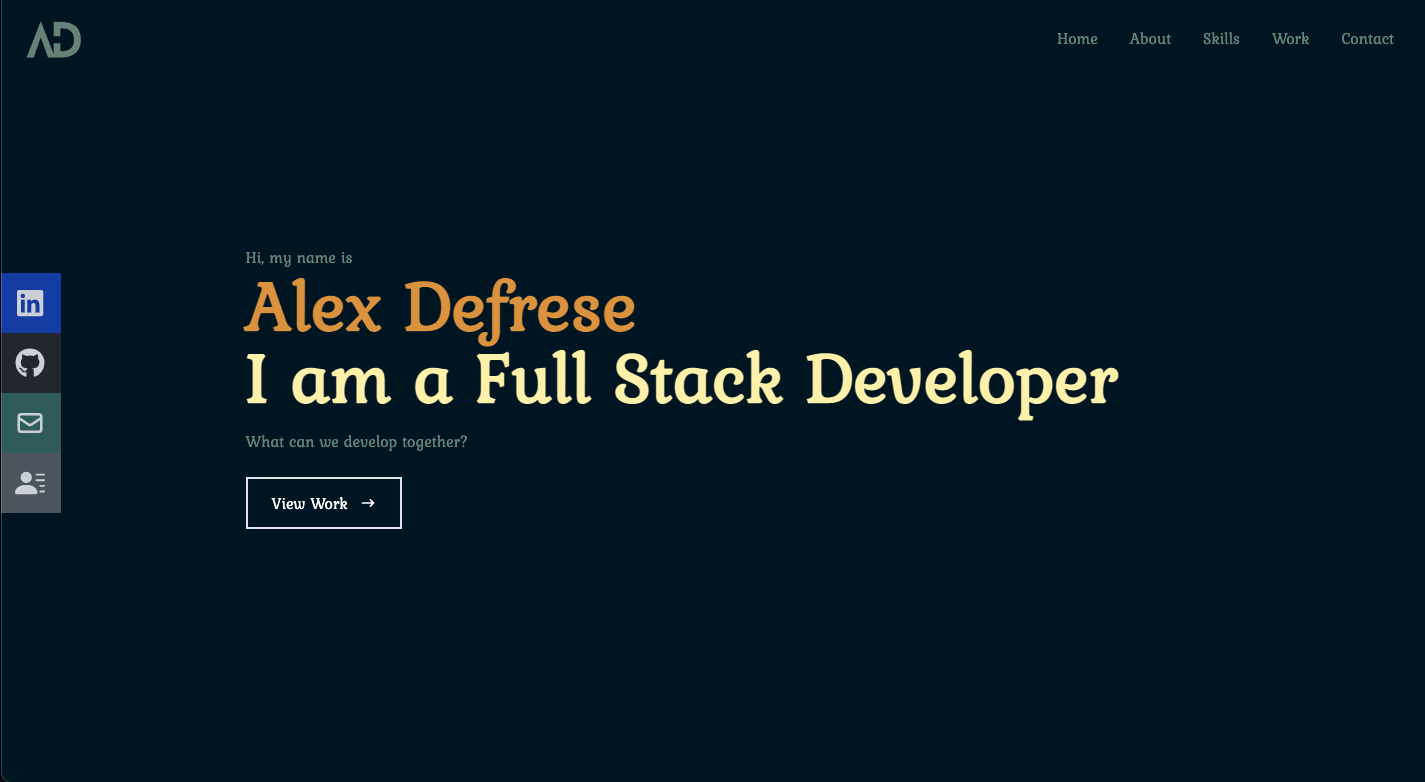 AD
Home About Skills Work Contact
Hi, my name is
Alex Defrese
I am a Full Stack Developer
in
What can we develop together?
View Work →